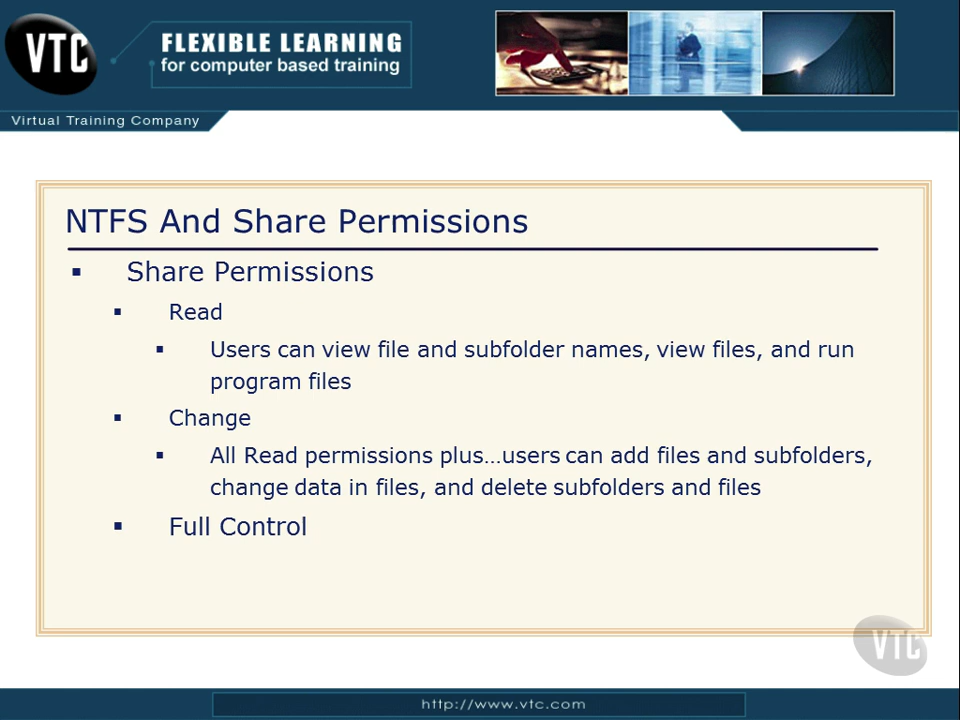 VTC
FLEXIBLE LEARNING
for computer based training
Virtual Training Company
NTFS And Share Permissions
▪ Share Permissions
▪ Read
▪ Users can view file and subfolder names, view files, and run
program files
▪ Change
▪ All Read permissions plus…users can add files and subfolders,
change data in files, and delete subfolders and files
▪ Full Control
VTC
http://www.vtc.com